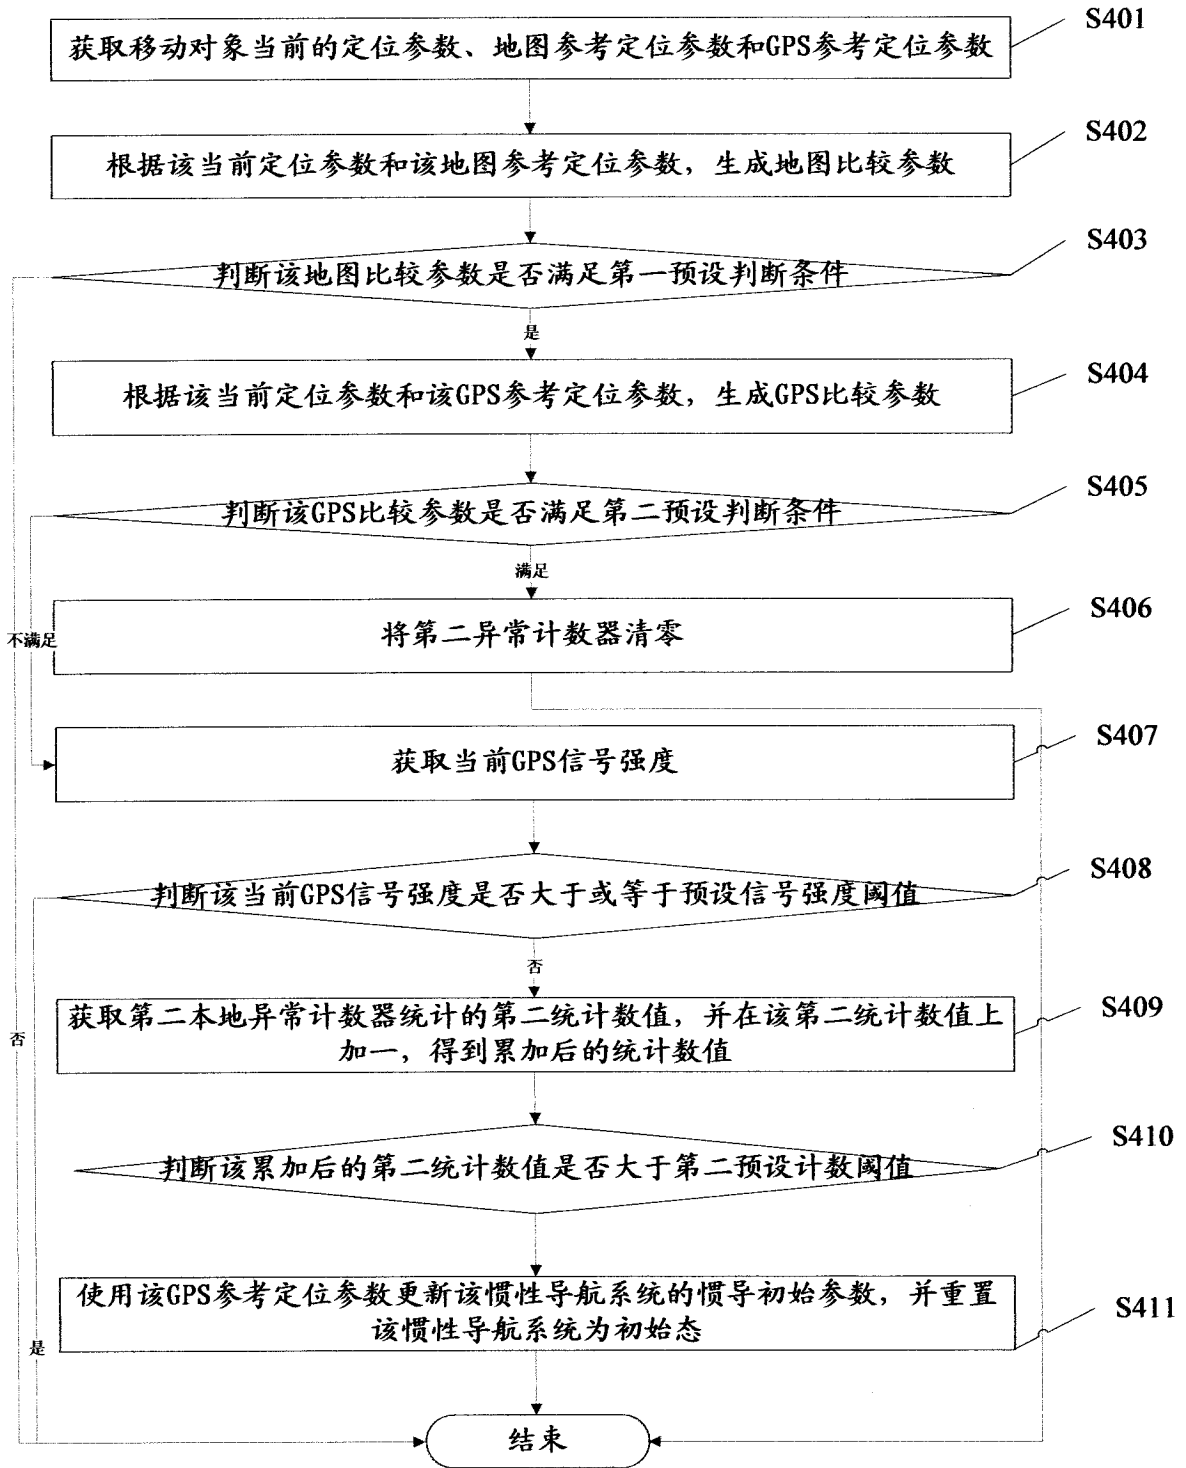 S401
获取移动对象当前的定位参数、地图参考定位参数和GPS参考定位参数
S402
根据该当前定位参数和该地图参考定位参数，生成地图比较参数
S403
判断该地图比较参数是否满足第一预设判断条件
是
S404
根据该当前定位参数和该GPS参考定位参数，生成GPS比较参数
S405
判断该GPS比较参数是否满足第二预设判断条件
满足
S406
将第二异常计数器清零
不满足
S407
获取当前GPS信号强度
S408
判断该当前GPS信号强度是否大于或等于预设信号强度阈值
否
S409
获取第二本地异常计数器统计的第二统计数值，并在该第二统计数值上
加一，得到累加后的统计数值
否
S410
判断该累加后的第二统计数值是否大于第二预设计数阈值
S411
使用该GPS参考定位参数更新该惯性导航系统的惯导初始参数，并重置
该惯性导航系统为初始态
是
结束